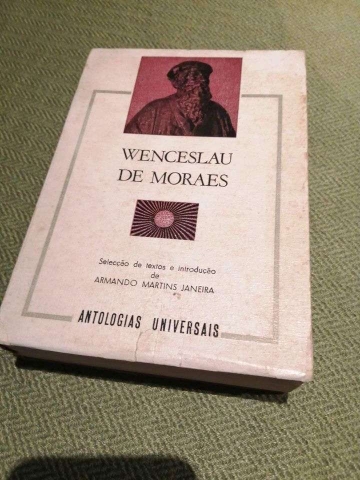 WENCESLAU
DE MORAES
Selecção de textos e introdução
de
ARMANDO MARTINS JANEIRA
ANTOLOGIAS UNIVERSAIS